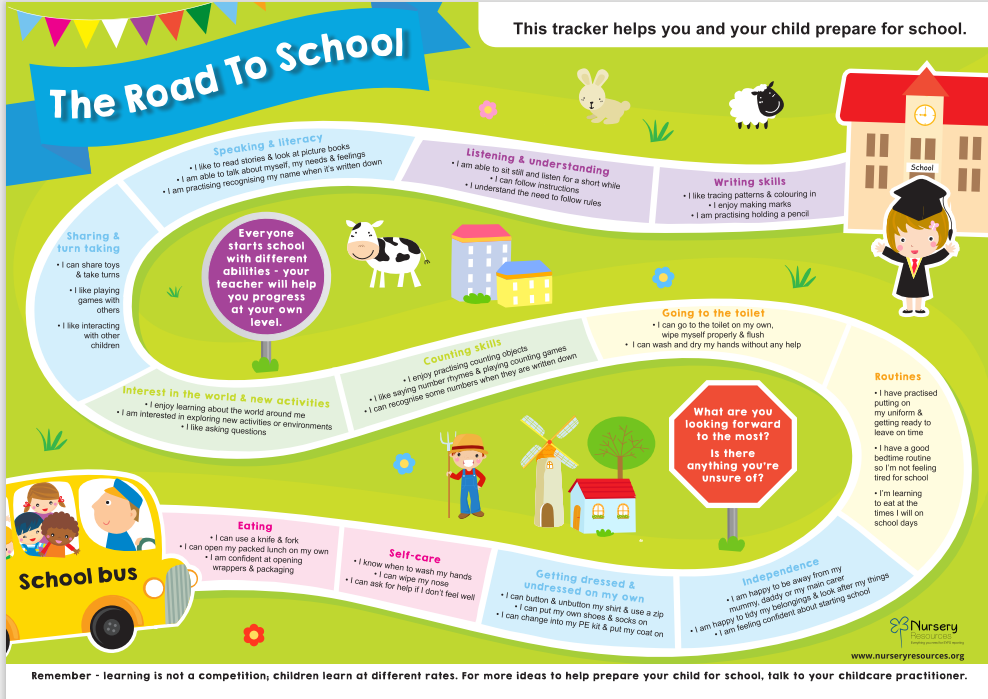 This tracker helps you and your child prepare for school.
The Road To School
Speaking & literacy
• I like to read stories & look at picture books
• I am able to talk about myself, my needs & feelings
• I am practising recognising my name when it's written down
Listening & understanding
• I am able to sit still and listen for a short while
• I can follow instructions
• I understand the need to follow rules
Writing skills
• I like tracing patterns & colouring in
• I enjoy making marks
• I am practising holding a pencil
School
Sharing &
turn taking
• I can share toys
& take turns
• I like playing
games with
others
• I like interacting
with other
children
Everyone
starts school
with different
abilities - your
teacher will help
you progress
at your own
level.
Interest in the world & new activities
• I enjoy learning about the world around me
• I am interested in exploring new activities or environments
• I like asking questions
Counting skills
• I enjoy practising counting objects
• I like saying number rhymes & playing counting games
• I can recognise some numbers when they are written down
Going to the toilet
• I can go to the toilet on my own,
wipe myself properly & flush
• I can wash and dry my hands without any help
Routines
• I have practised
putting on
my uniform &
getting ready to
leave on time
• I have a good
bedtime routine
so I'm not feeling
tired for school
• I'm learning
to eat at the
times I will on
school days
What are you
looking forward
to the most?
Is there
anything you're
unsure of?
School bus
Eating
• I can use a knife & fork
• I can open my packed lunch on my own
• I am confident at opening
wrappers & packaging
Self-care
• I know when to wash my hands
• I can wipe my nose
• I can ask for help if I don't feel well
Getting dressed &
undressed on my own
• I can button & unbutton my shirt & use a zip
• I can put my own shoes & socks on
• I can change into my PE kit & put my coat on
Independence
• I am happy to be away from my
mummy, daddy or my main carer
• I am happy to tidy my belongings & look after my things
• I am feeling confident about starting school
Nursery
Resources
www.nurseryresources.org
Remember - learning is not a competition; children learn at different rates. For more ideas to help prepare your child for school, talk to your childcare practitioner.